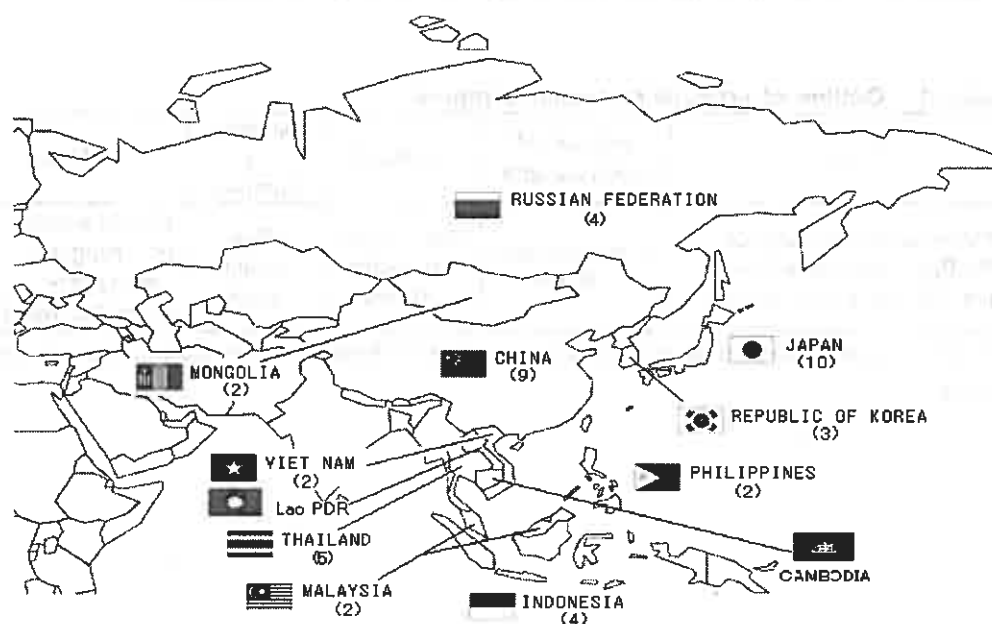 RUSSIAN FEDERATION
(4)
MONGOLIA
(2)
CHINA
(9)
JAPAN
(10)
REPUBLIC OF KOREA
(3)
VIET NAM
(2)
Lao PDR
PHILIPPINES
(2)
THAILAND
(5)
CAMBODIA
MALAYSIA
(2)
INDONESIA
(4)